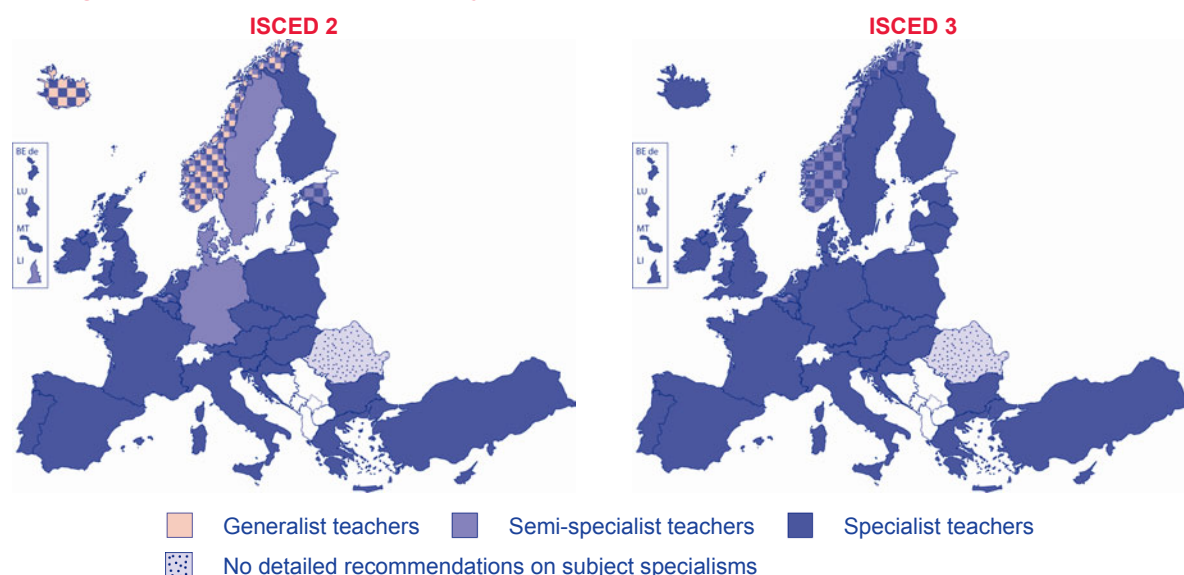 ISCED 2
ISCED 3
BE de
LU
MT
LI
BE de
LU
MT
LI
Generalist teachers
Semi-specialist teachers
Specialist teachers
No detailed recommendations on subject specialisms